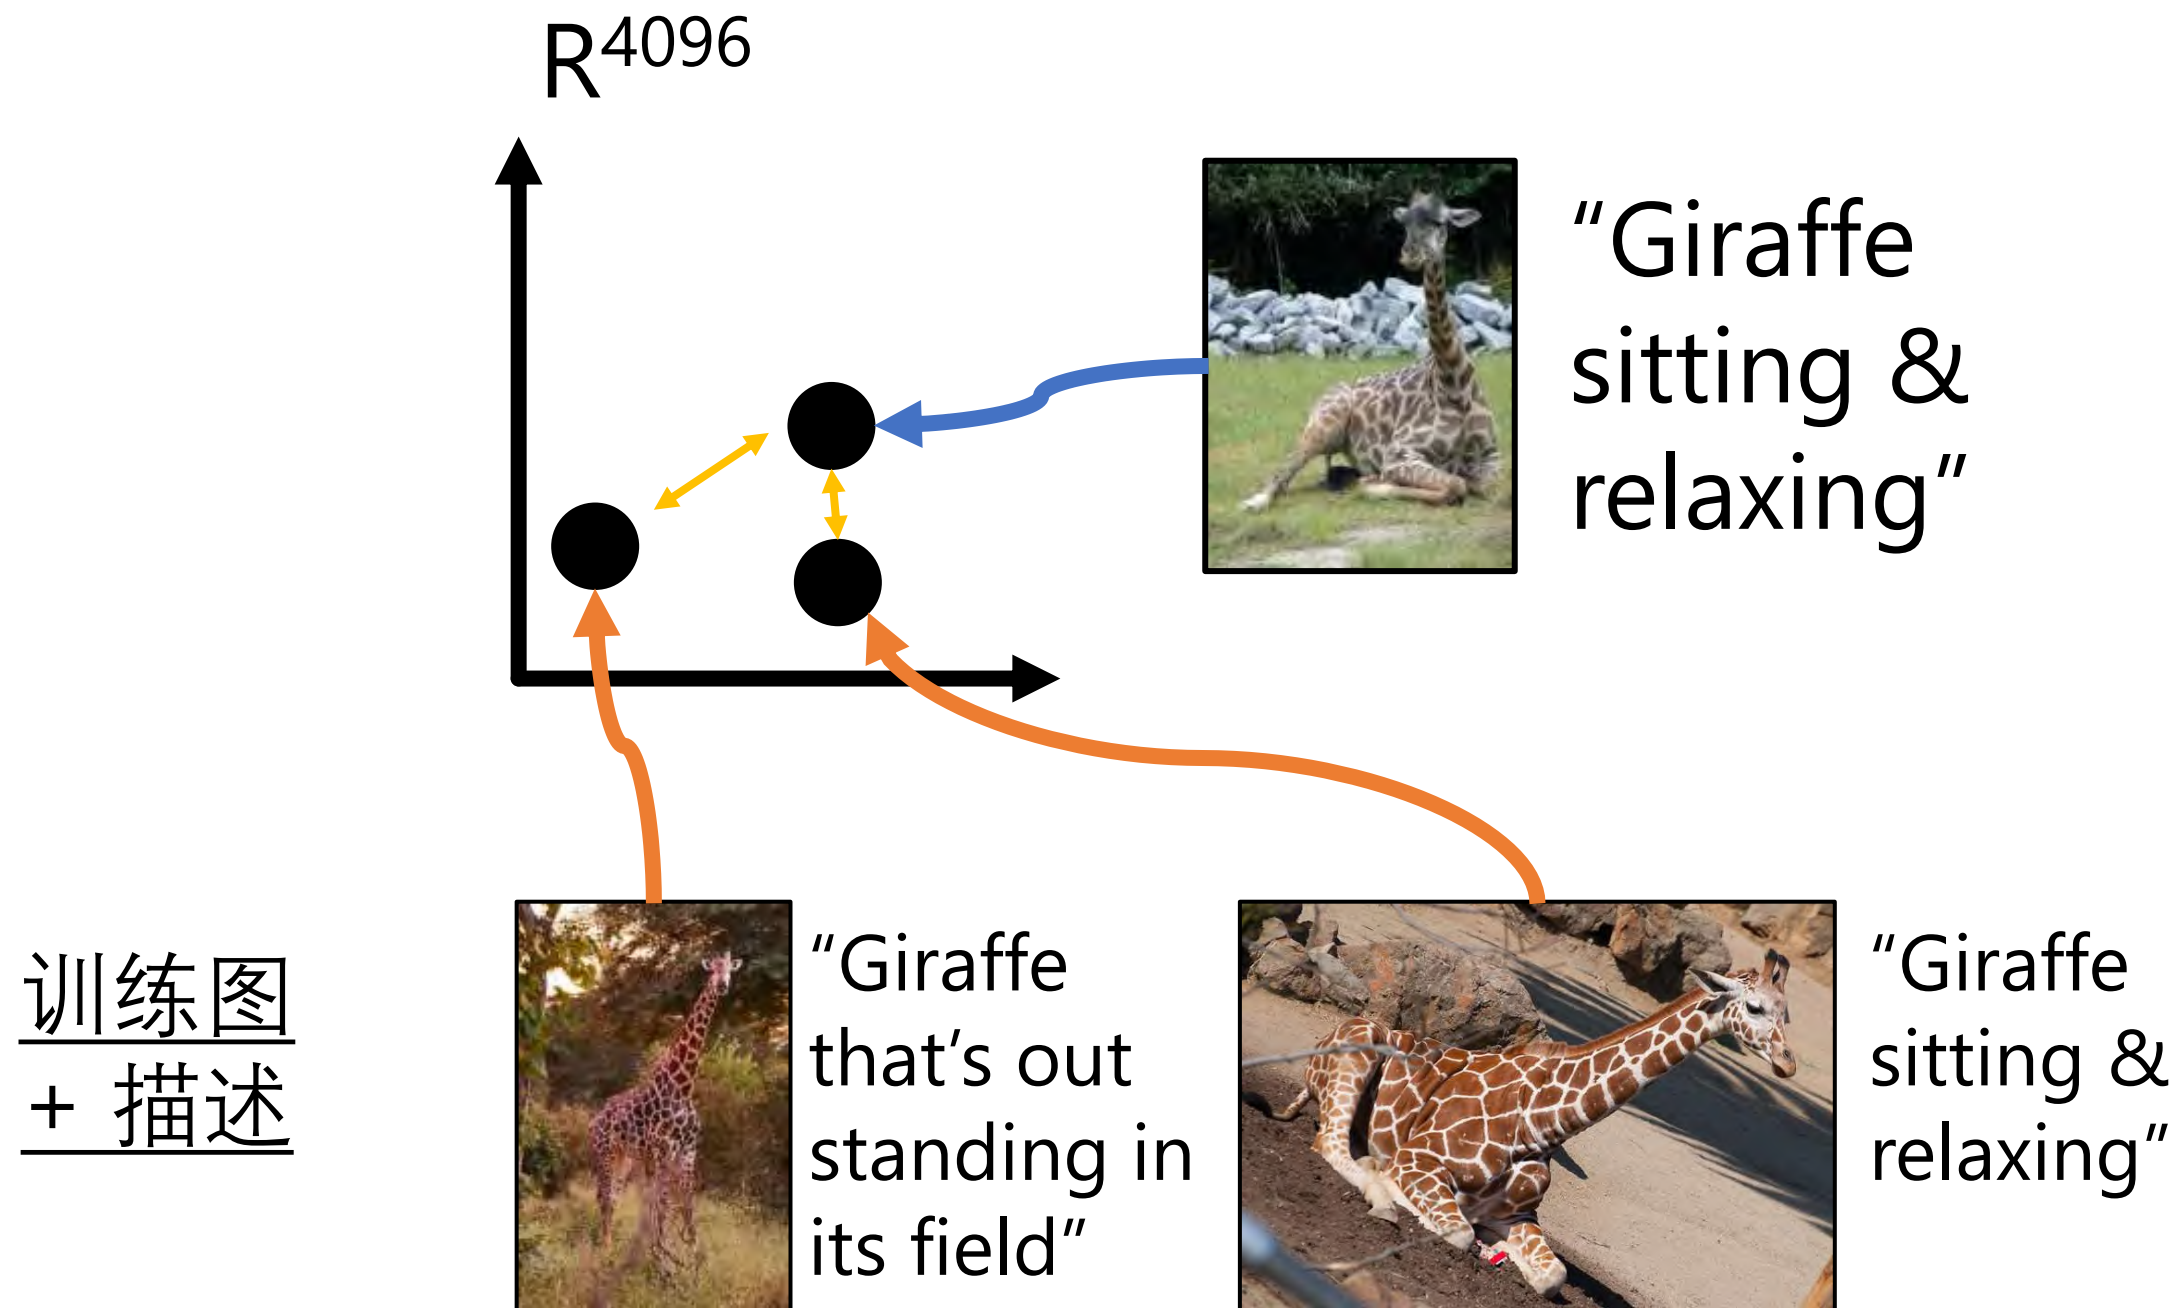 R4096
“Giraffe
sitting &
relaxing”
训练图
+ 描述
“Giraffe
that’s out
standing in
its field”
“Giraffe
sitting &
relaxing”